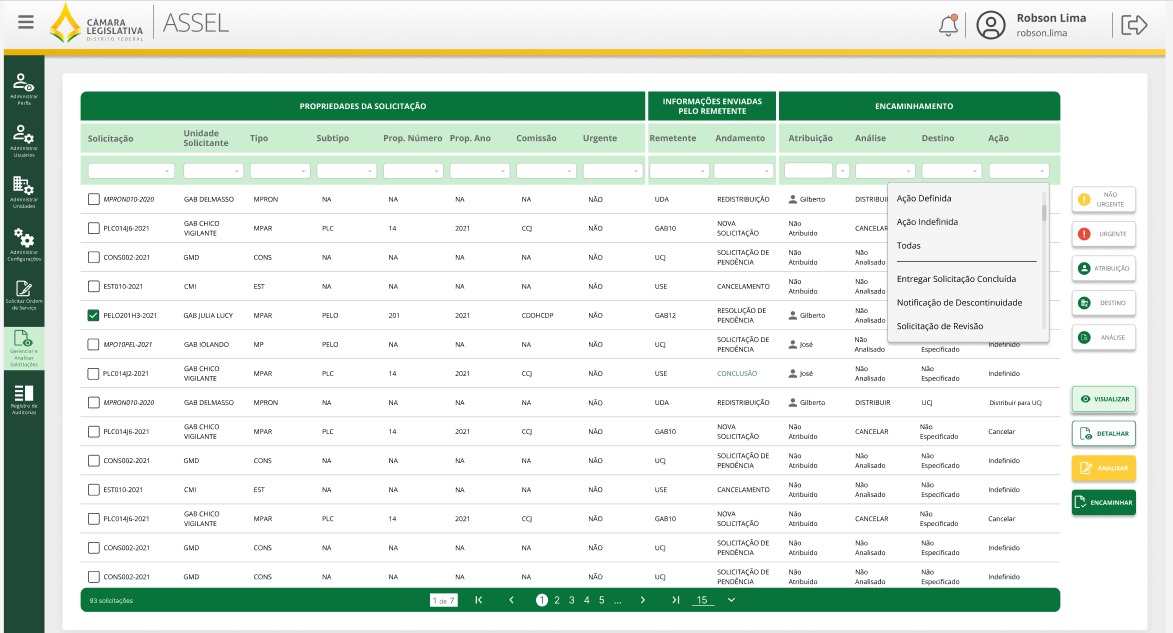 CÂMARA
LEGISLATIVA
DISTRITO FEDERAL
ASSEL
Robson Lima
robson.lima
Administrar
Perfis
Administrar
Usuários
Administrar
Unidades
Administrar
Configurações
Solicitar Ordem
de Serviço
Gerenciar e
Analisar
Solicitações
Registro de
Auditorias
PROPRIEDADES DA SOLICITAÇÃO
INFORMAÇÕES ENVIADAS
PELO REMETENTE
ENCAMINHAMENTO
Solicitação Unidade Solicitante Tipo Subtipo Prop. Número Prop. Ano Comissão Urgente Remetente Andamento Atribuição Análise Destino Ação
MPRON010-2020 GAB DELMASSO MPRON NA NA NA NA NÃO UDA REDISTRIBUIÇÃO Gilberto DISTRIBUI
PLC014J6-2021 GAB CHICO VIGILANTE MPAR PLC 14 2021 CCJ NÃO GAB10 NOVA SOLICITAÇÃO Não Atribuído CANCELAR
CONS002-2021 GMD CONS NA NA NA NA NÃO UCJ SOLICITAÇÃO DE PENDÊNCIA Não Atribuído Não Analisado
EST010-2021 CMI EST NA NA NA NA NÃO USE CANCELAMENTO Não Atribuído Não Analisado
PELO201H3-2021 GAB JULIA LUCY MPAR PELO 201 2021 CDDHCDP NÃO GAB12 RESOLUÇÃO DE PENDÊNCIA Gilberto Não Analisado
MPO10PEL-2021 GAB IOLANDO MP PELO NA NA NA NÃO UCJ SOLICITAÇÃO DE PENDÊNCIA José Não Analisado Especificado Indefinido
PLC014J2-2021 GAB CHICO VIGILANTE MPAR PLC 14 2021 CCJ NÃO USE CONCLUSÃO José Não Analisado Não Especificado Indefinido
MPRON010-2020 GAB DELMASSO MPRON NA NA NA NA NÃO UDA REDISTRIBUIÇÃO Gilberto DISTRIBUIR UCJ Distribuir para UCJ
PLC014J6-2021 GAB CHICO VIGILANTE MPAR PLC 14 2021 CCJ NÃO GAB10 NOVA SOLICITAÇÃO Não Atribuído CANCELAR Não Especificado Cancelar
CONS002-2021 GMD CONS NA NA NA NA NÃO UCJ SOLICITAÇÃO DE PENDÊNCIA Não Atribuído Não Analisado Não Especificado Indefinido
EST010-2021 CMI EST NA NA NA NA NÃO USE CANCELAMENTO Não Atribuído Não Analisado Não Especificado Indefinido
PLC014J6-2021 GAB CHICO VIGILANTE MPAR PLC 14 2021 CCJ NÃO GAB10 NOVA SOLICITAÇÃO Não Atribuído CANCELAR Não Especificado Cancelar
CONS002-2021 GMD CONS NA NA NA NA NÃO UCJ SOLICITAÇÃO DE PENDÊNCIA Não Atribuído Não Analisado Não Especificado Indefinido
CONS002-2021 GMD CONS NA NA NA NA NÃO UCJ SOLICITAÇÃO DE PENDÊNCIA Não Atribuído Não Analisado Não Especificado Indefinido
Ação Definida
Ação Indefinida
Todas
Entregar Solicitação Concluída
Notificação de Descontinuidade
Solicitação de Revisão
NÃO
URGENTE
URGENTE
ATRIBUIÇÃO
DESTINO
ANÁLISE
VISUALIZAR
DETALHAR
ANALISAR
ENCAMINHAR
93 solicitações
1 de 7
1 2 3 4 5 ...
15